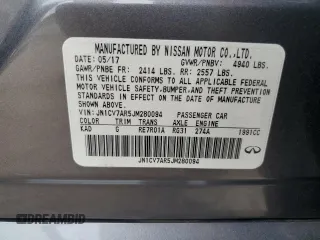 MANUFACTURED BY NISSAN MOTOR CO.,LTD.
DATE: 05/17 GVWR/PNBV: 4940 LBS.
GAWR/PNBE FR: 2414 LBS. RR: 2557 LBS.
THIS VEHICLE CONFORMS TO ALL APPLICABLE FEDERAL
MOTOR VEHICLE SAFETY, BUMPER, AND THEFT PREVENTION
STANDARDS IN EFFECT ON THE DATE OF MANUFACTURE
SHOWN ABOVE.
VIN: JN1CV7AR5JM280094 PASSENGER CAR
COLOR TRIM TRANS AXLE ENGINE
KAD G RE7R01A RG31 274A 1991CC
INFINITI